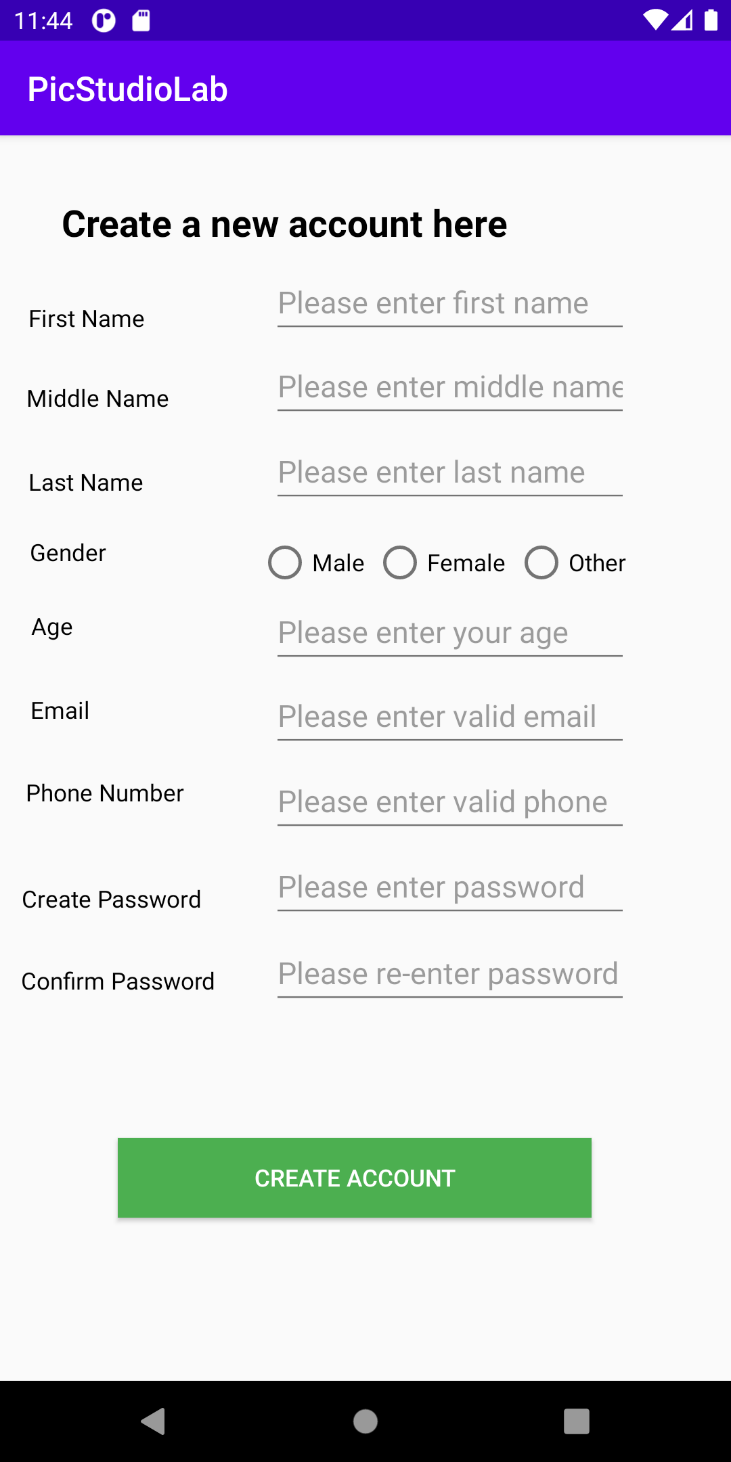 11:44
PicStudioLab
Create a new account here
First Name Please enter first name
Middle Name Please enter middle name
Last Name Please enter last name
Gender Male Female Other
Age Please enter your age
Email Please enter valid email
Phone Number Please enter valid phone
Create Password Please enter password
Confirm Password Please re-enter password
CREATE ACCOUNT